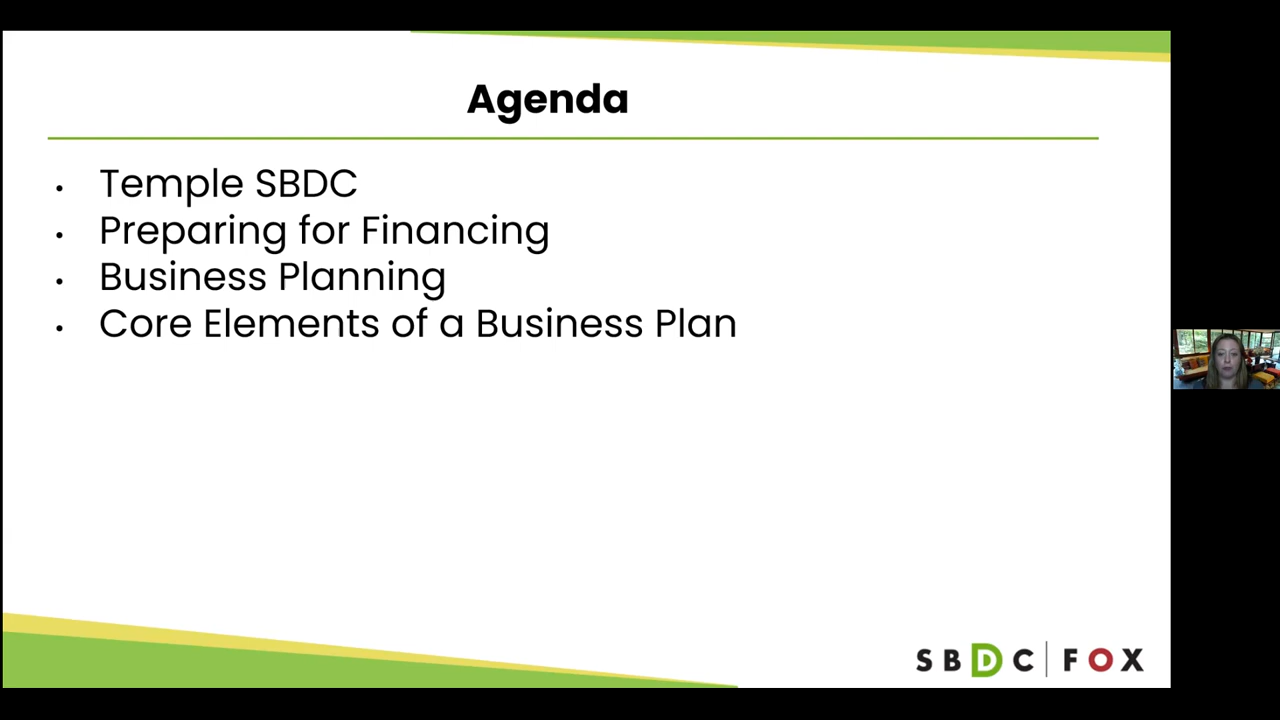 Agenda
• Temple SBDC
• Preparing for Financing
• Business Planning
• Core Elements of a Business Plan
SBDC | FOX